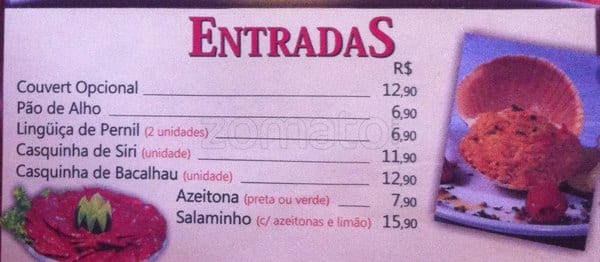 ENTRADAS
R$
Couvert Opcional 12,90
Pão de Alho 6,90
Lingüiça de Pernil (2 unidades) 6,90
Casquinha de Siri (unidade) 11,90
Casquinha de Bacalhau (unidade) 12,90
Azeitona (preta ou verde) 7,90
Salaminho (c/ azeitonas e limão) 15,90
zomato